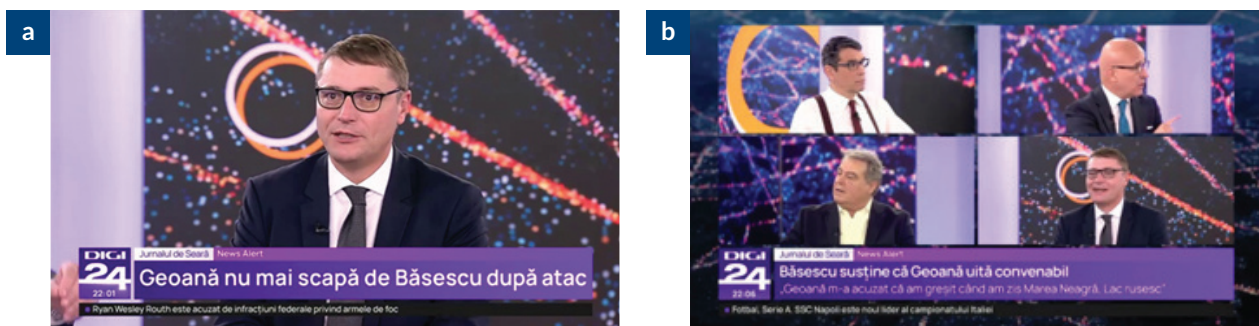 a
DIGI
24
22:01
Jurnalul de Seară
News Alert
Geoană nu mai scapă de Băsescu după atac
Ryan Wesley Routh este acuzat de infracțiuni federale privind armele de foc
b
DIGI
24
22:06
Jurnalul de Seară
News Alert
Băsescu susține că Geoană uită convenabil
„Geoană m-a acuzat că am greșit când am zis Marea Neagră, Lac rusesc”
Fotbal, Serie A. SSC Napoli este noul lider al campionatului Italiei